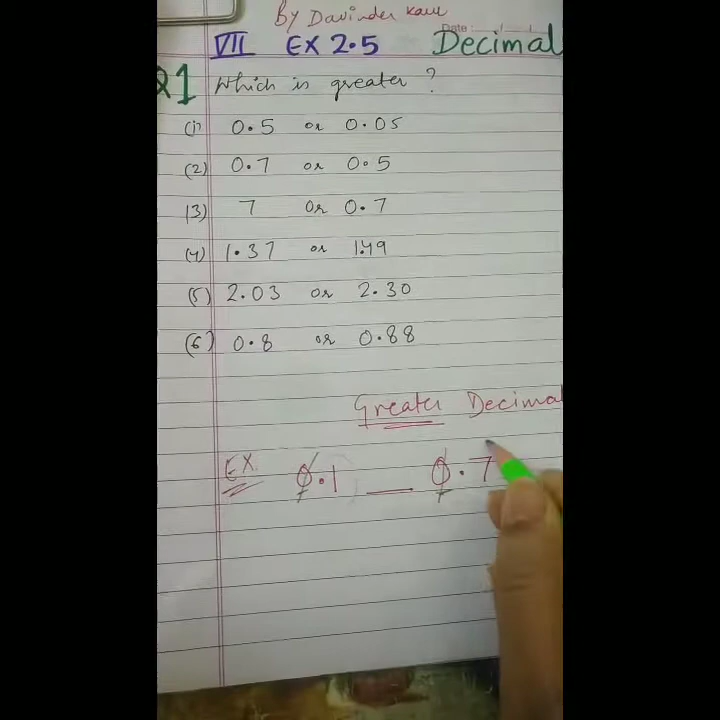 By Davinder Kaur
Date :
VII EX 2.5 Decimal
Q1 Which is greater ?
(1) 0.5 or 0.05
(2) 0.7 or 0.5
(3) 7 or 0.7
(4) 1.37 or 1.49
(5) 2.03 or 2.30
(6) 0.8 or 0.88
Greater Decimal
EX. 0.1 __ 0.7